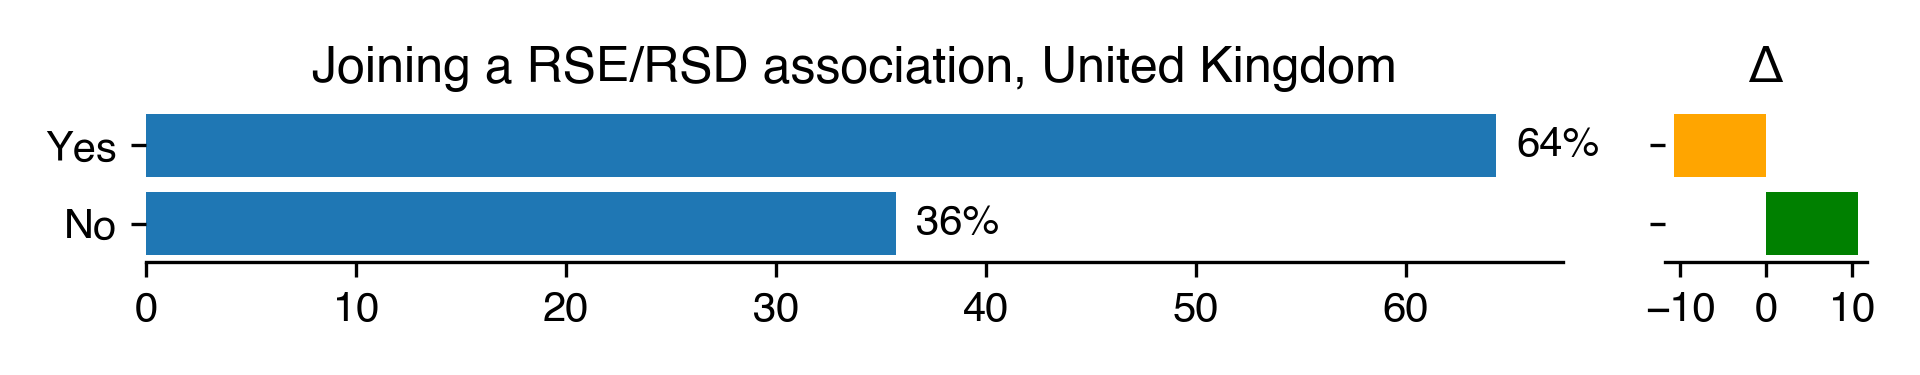 Joining a RSE/RSD association, United Kingdom
Δ
Yes
64%
No
36%
0 10 20 30 40 50 60
−10 0 10